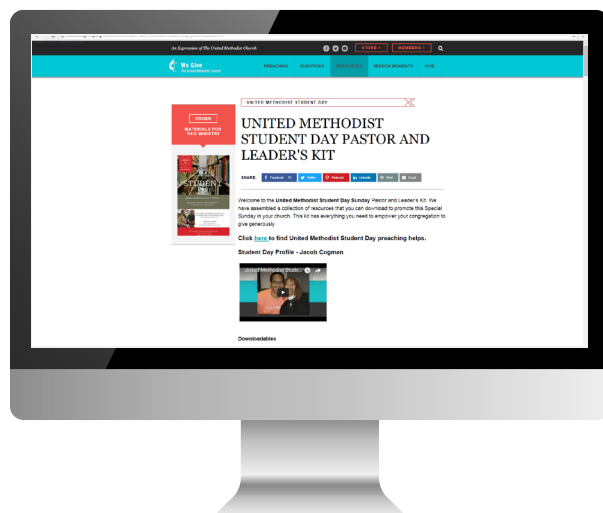 An Expression of The United Methodist Church
STORE
MEMBERS
We Give
The United Methodist Church
PREACHING
QUESTIONS
RESOURCES
MISSION MOMENTS
GIVE
UNITED METHODIST STUDENT DAY
ORDER
MATERIALS FOR
THIS MINISTRY
STUDENT
DAY
UNITED METHODIST
STUDENT DAY PASTOR AND
LEADER'S KIT
SHARE:
Facebook
Twitter
Pinterest
LinkedIn
Print
Email
Welcome to the United Methodist Student Day Sunday Pastor and Leader's Kit. We
have assembled a collection of resources that you can download to promote this Special
Sunday in your church. This kit has everything you need to empower your congregation to
give generously.
Click here to find United Methodist Student Day preaching helps.
Student Day Profile - Jacob Cogman
United Methodist Stude...
Downloadables